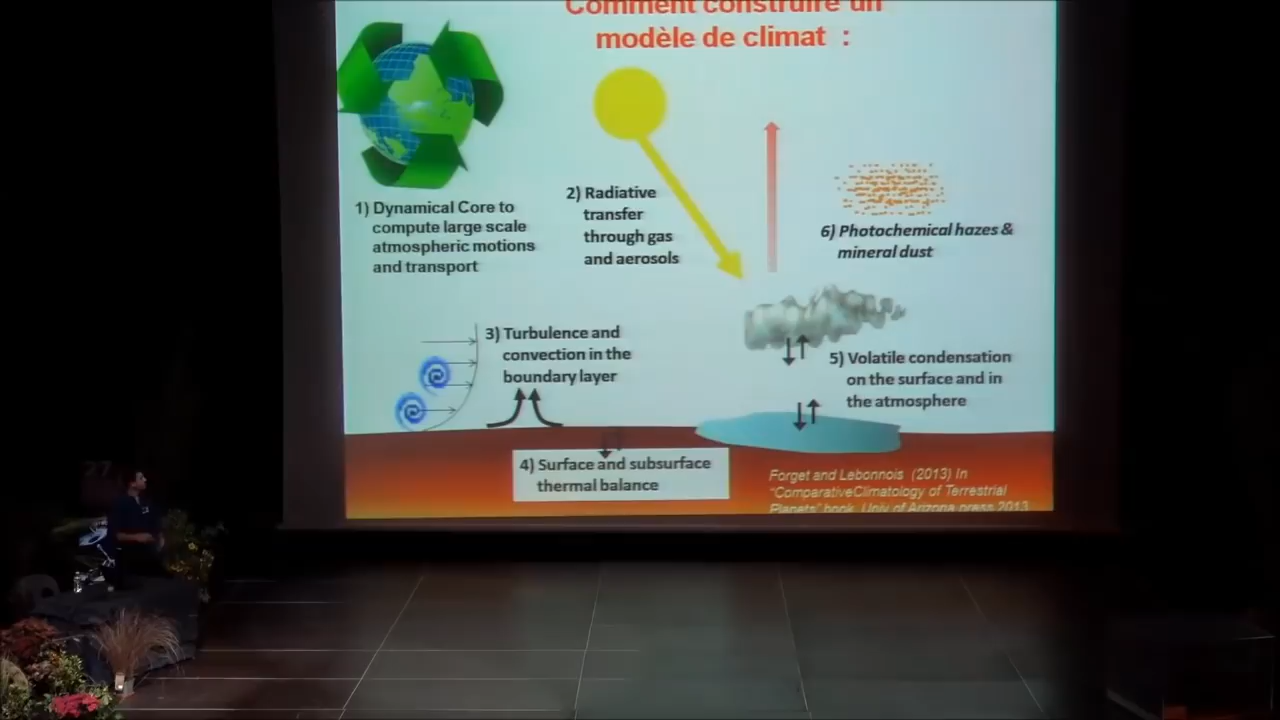 Comment construire un
modèle de climat :
1) Dynamical Core to
compute large scale
atmospheric motions
and transport
2) Radiative
transfer
through gas
and aerosols
6) Photochemical hazes &
mineral dust
3) Turbulence and
convection in the
boundary layer
5) Volatile condensation
on the surface and in
the atmosphere
4) Surface and subsurface
thermal balance
Forget and Lebonnois (2013) In
"ComparativeClimatology of Terrestrial
Planets" book, Univ of Arizona press 2013